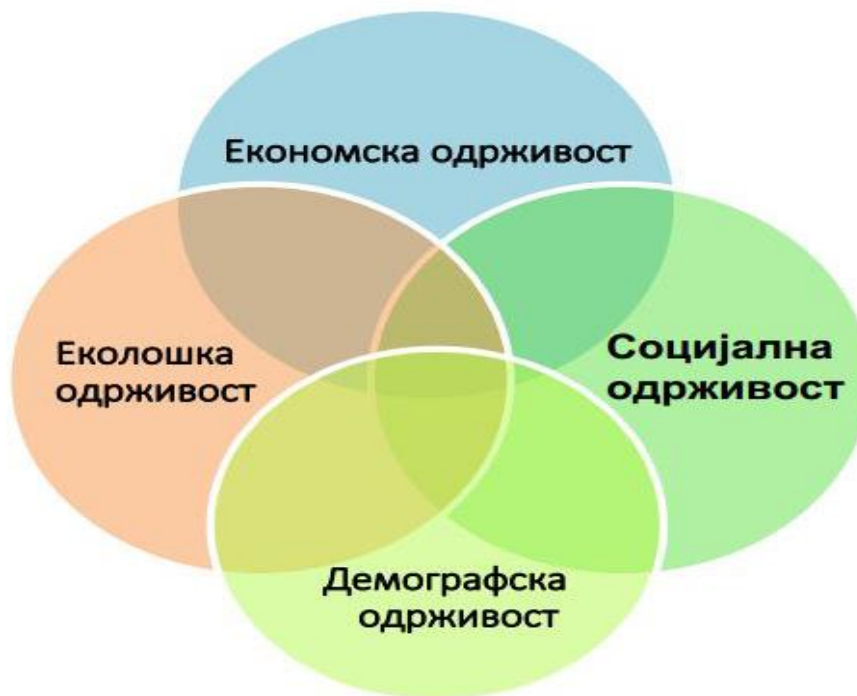 Економска одрживост
Еколошка
одрживост
Социјална
одрживост
Демографска
одрживост